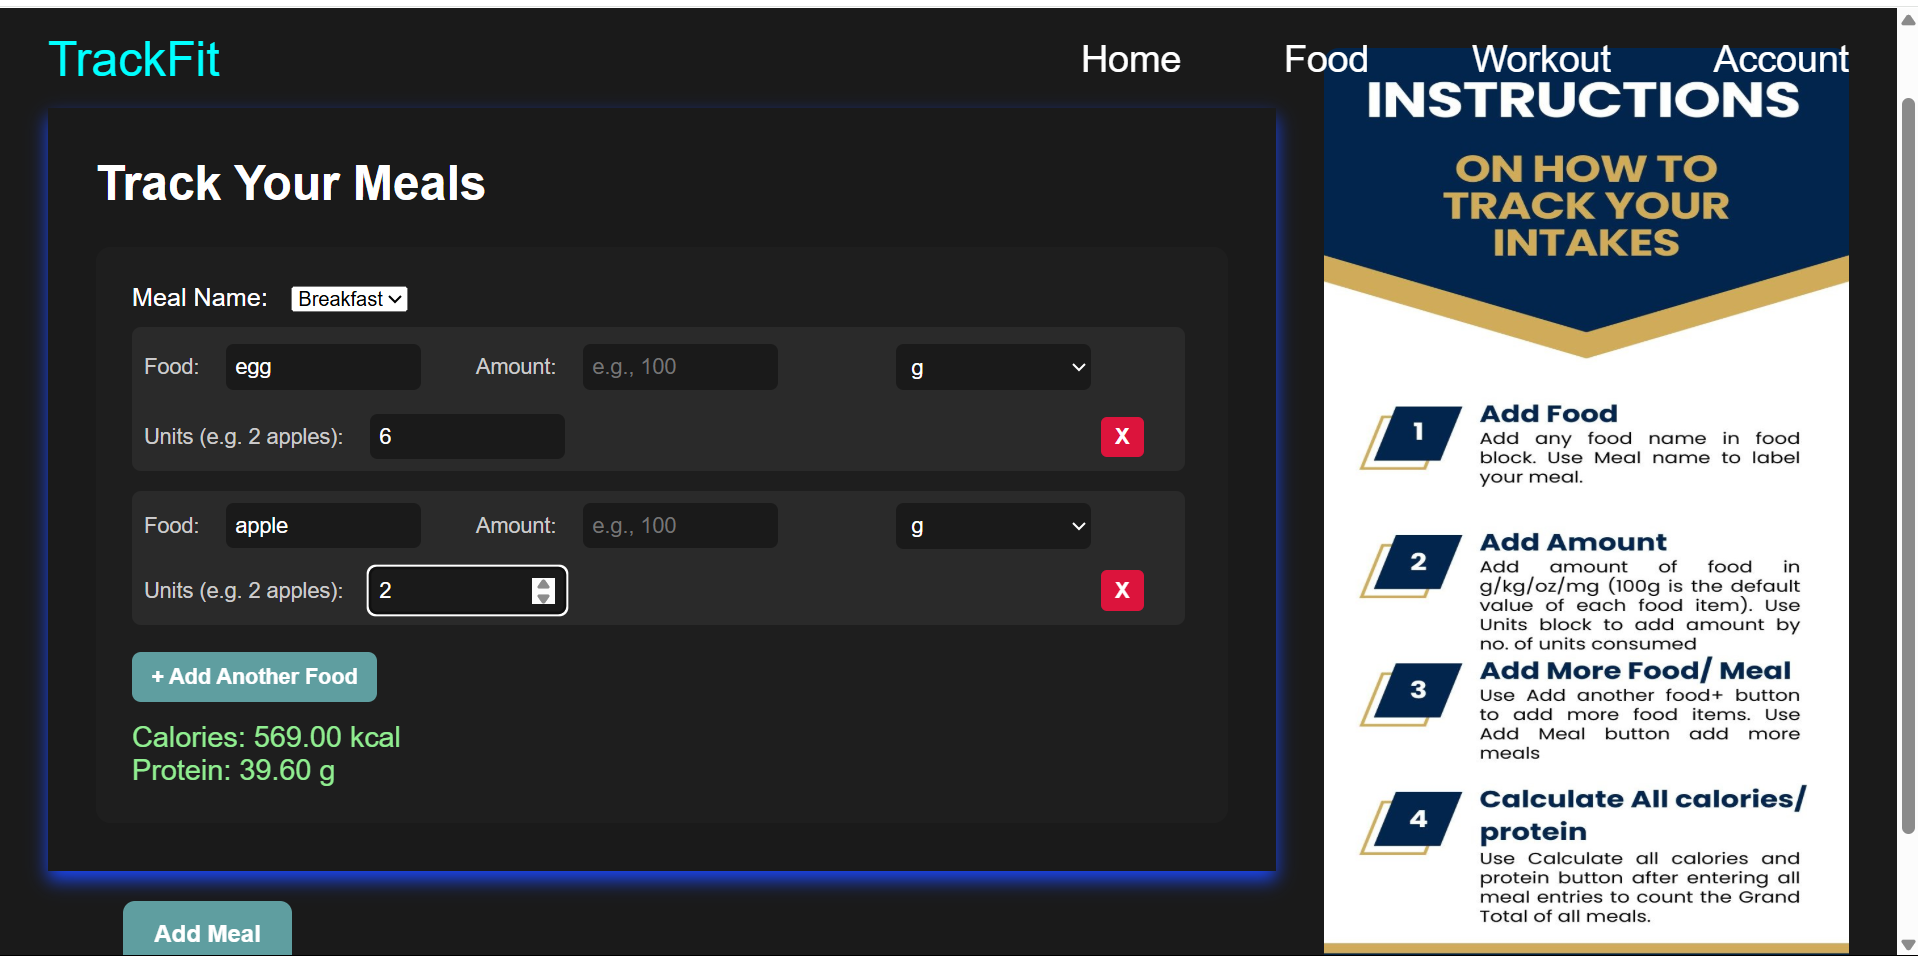 TrackFit
Home Food Workout Account
Track Your Meals
Meal Name: Breakfast
Food: egg Amount: e.g., 100 g
Units (e.g. 2 apples): 6 X
Food: apple Amount: e.g., 100 g
Units (e.g. 2 apples): 2 X
+ Add Another Food
Calories: 569.00 kcal
Protein: 39.60 g
Add Meal
INSTRUCTIONS
ON HOW TO
TRACK YOUR
INTAKES
1 Add Food
Add any food name in food
block. Use Meal name to label
your meal.
2 Add Amount
Add amount of food in
g/kg/oz/mg (100g is the default
value of each food item). Use
Units block to add amount by
no. of units consumed
3 Add More Food/ Meal
Use Add another food+ button
to add more food items. Use
Add Meal button add more
meals
4 Calculate All calories/
protein
Use Calculate all calories and
protein button after entering all
meal entries to count the Grand
Total of all meals.